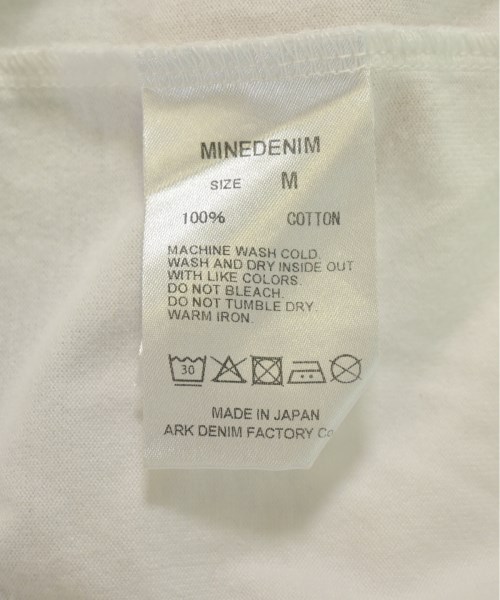 MINEDENIM
SIZE M
100% COTTON
MACHINE WASH COLD.
WASH AND DRY INSIDE OUT
WITH LIKE COLORS.
DO NOT BLEACH.
DO NOT TUMBLE DRY.
WARM IRON.
30
MADE IN JAPAN
ARK DENIM FACTORY Co